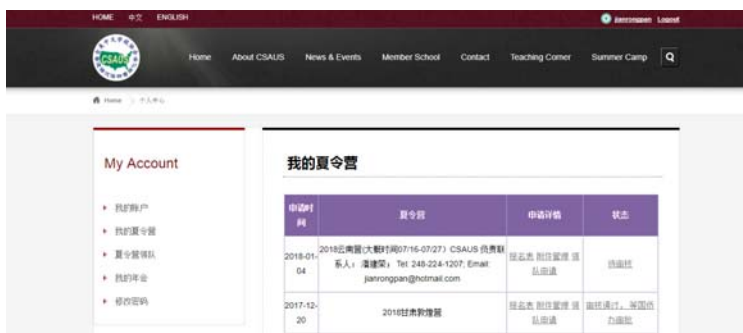 HOME 中文 ENGLISH
jianrongpan Logout
CSAUS
Home About CSAUS News & Events Member School Contact Teaching Corner Summer Camp
Home 个人中心
My Account
我的账户
我的夏令营
夏令营领队
我的年会
修改密码
我的夏令营
申请时间 夏令营 申请详情 状态
2018-01-04
2018云南营(大概时间07/16-07/27) CSAUS 负责联
系人: 潘建荣; Tel: 248-224-1207; Email:
jianrongpan@hotmail.com
报名表 附件管理 领
队申请
待审核
2017-12-20
2018甘肃敦煌营
报名表 附件管理 领
队申请
审核通过, 等国侨
办审批